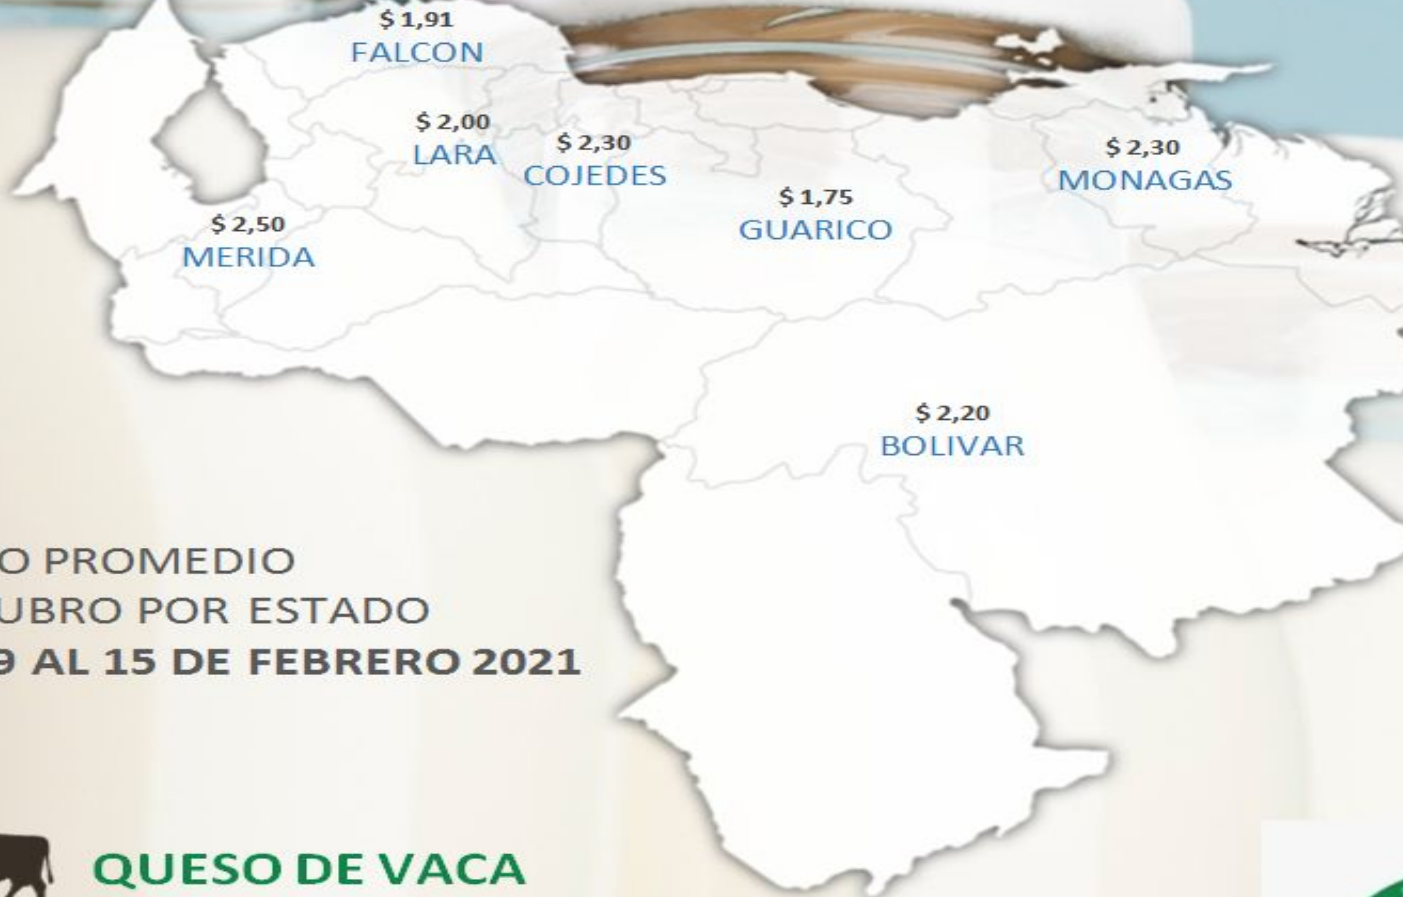 $ 1,91
FALCON
$ 2,00
LARA
$ 2,30
COJEDES
$ 2,30
MONAGAS
$ 1,75
GUARICO
$ 2,50
MERIDA
$ 2,20
BOLIVAR
O PROMEDIO
UBRO POR ESTADO
9 AL 15 DE FEBRERO 2021
QUESO DE VACA